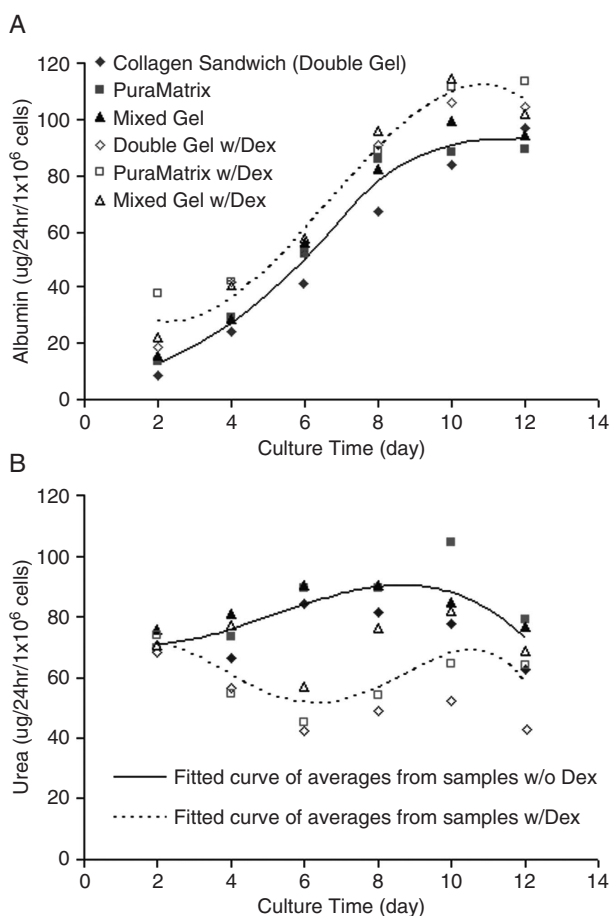 A
Collagen Sandwich (Double Gel)
PuraMatrix
Mixed Gel
Double Gel w/Dex
PuraMatrix w/Dex
Mixed Gel w/Dex
Albumin (ug/24hr/1x10⁶ cells)
120
100
80
60
40
20
0
0 2 4 6 8 10 12 14
Culture Time (day)
B
Urea (ug/24hr/1x10⁶ cells)
120
100
80
60
40
20
0
Fitted curve of averages from samples w/o Dex
Fitted curve of averages from samples w/Dex
0 2 4 6 8 10 12 14
Culture Time (day)